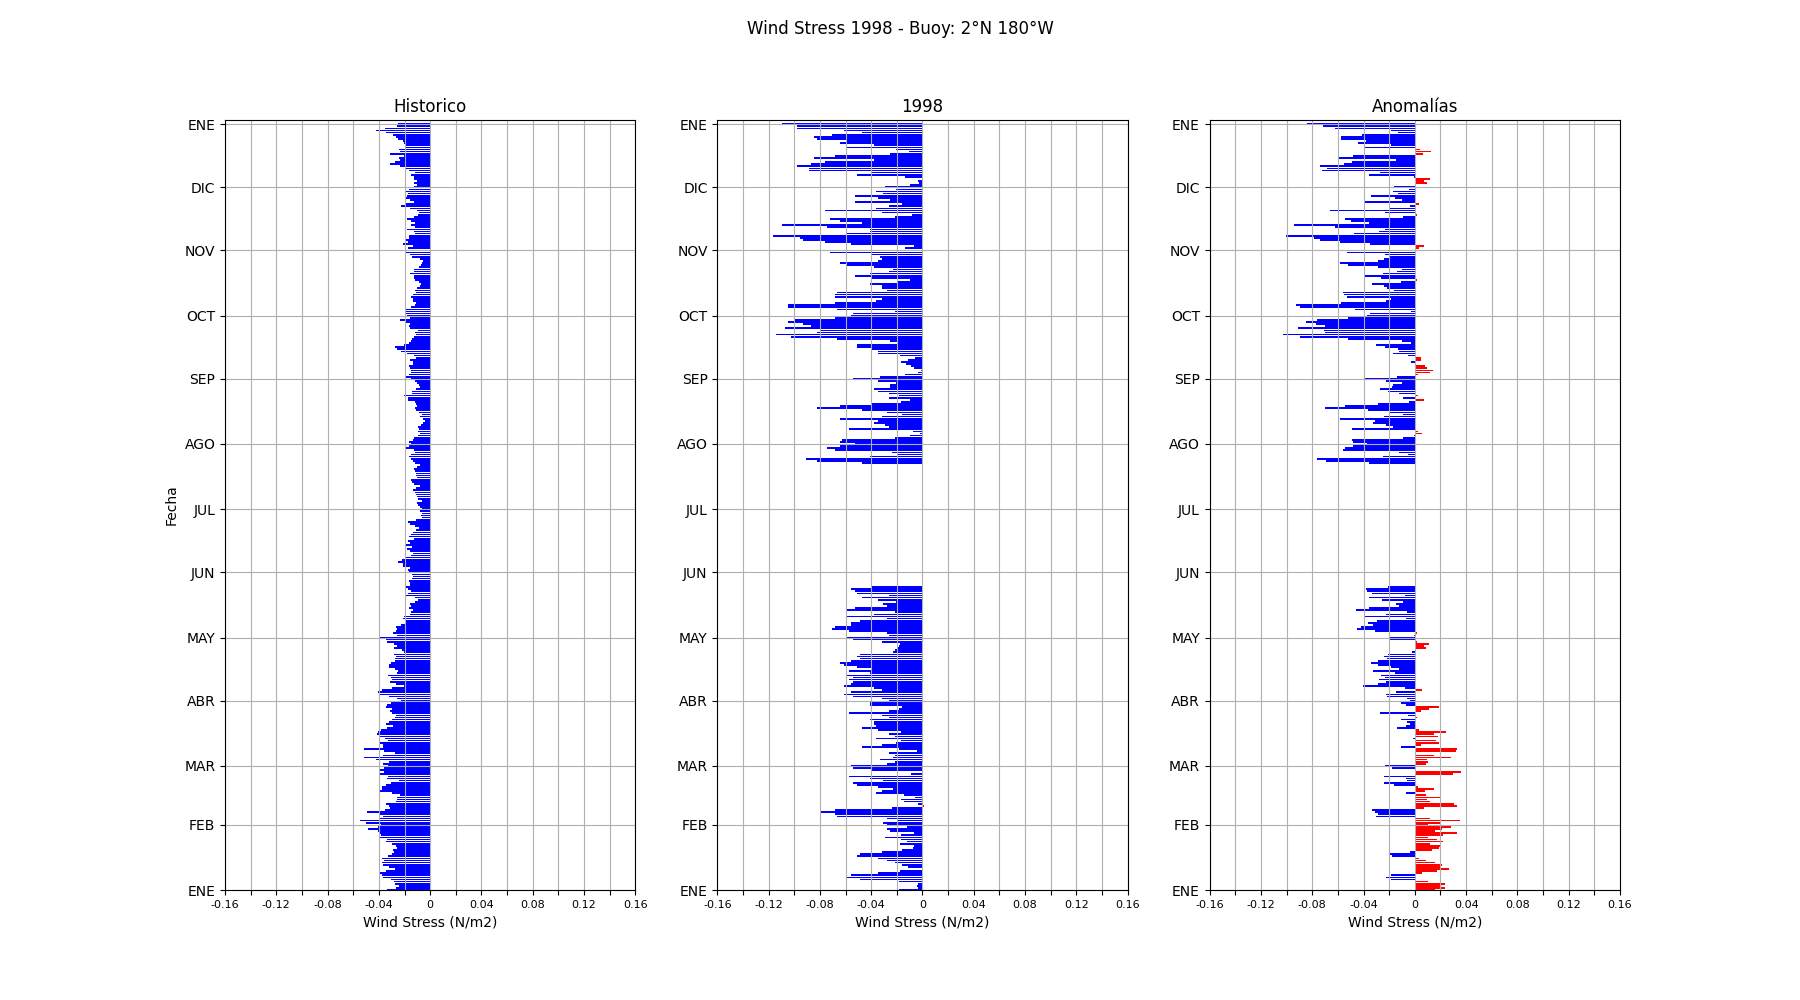 Wind Stress 1998 - Buoy: 2°N 180°W
Historico
1998
Anomalías
Fecha
ENE
DIC
NOV
OCT
SEP
AGO
JUL
JUN
MAY
ABR
MAR
FEB
ENE
-0.16 -0.12 -0.08 -0.04 0 0.04 0.08 0.12 0.16
Wind Stress (N/m2)
ENE
DIC
NOV
OCT
SEP
AGO
JUL
JUN
MAY
ABR
MAR
FEB
ENE
-0.16 -0.12 -0.08 -0.04 0 0.04 0.08 0.12 0.16
Wind Stress (N/m2)
ENE
DIC
NOV
OCT
SEP
AGO
JUL
JUN
MAY
ABR
MAR
FEB
ENE
-0.16 -0.12 -0.08 -0.04 0 0.04 0.08 0.12 0.16
Wind Stress (N/m2)